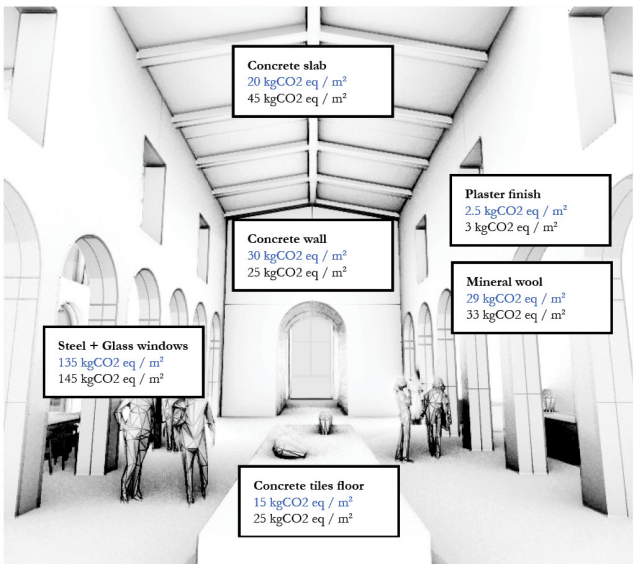 Concrete slab
20 kgCO2 eq / m²
45 kgCO2 eq / m²
Plaster finish
2.5 kgCO2 eq / m²
3 kgCO2 eq / m²
Concrete wall
30 kgCO2 eq / m²
25 kgCO2 eq / m²
Mineral wool
29 kgCO2 eq / m²
33 kgCO2 eq / m²
Steel + Glass windows
135 kgCO2 eq / m²
145 kgCO2 eq / m²
Concrete tiles floor
15 kgCO2 eq / m²
25 kgCO2 eq / m²